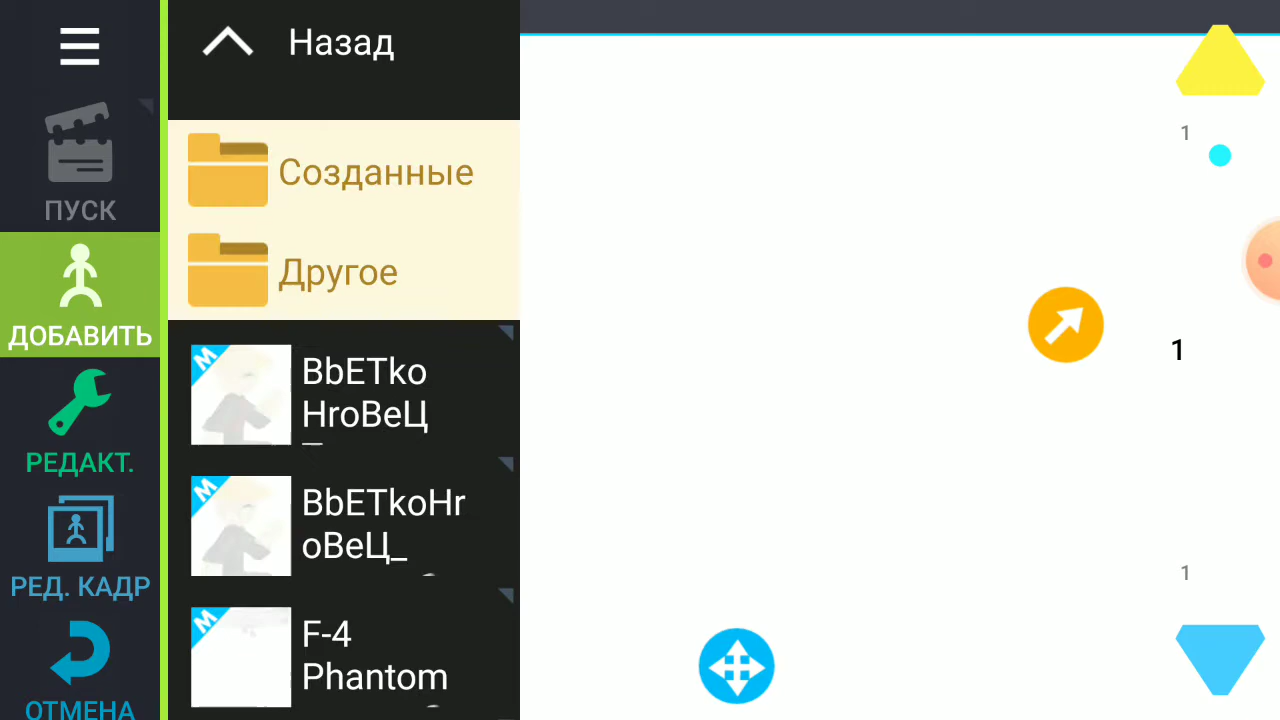 Назад
ПУСК
Созданные
Другое
ДОБАВИТЬ
BbETko
HroBeЦ
РЕДАКТ.
BbETkoHr
oBeЦ_
РЕД. КАДР
F-4
Phantom
ОТМЕНА
M
M
M
1
1
1